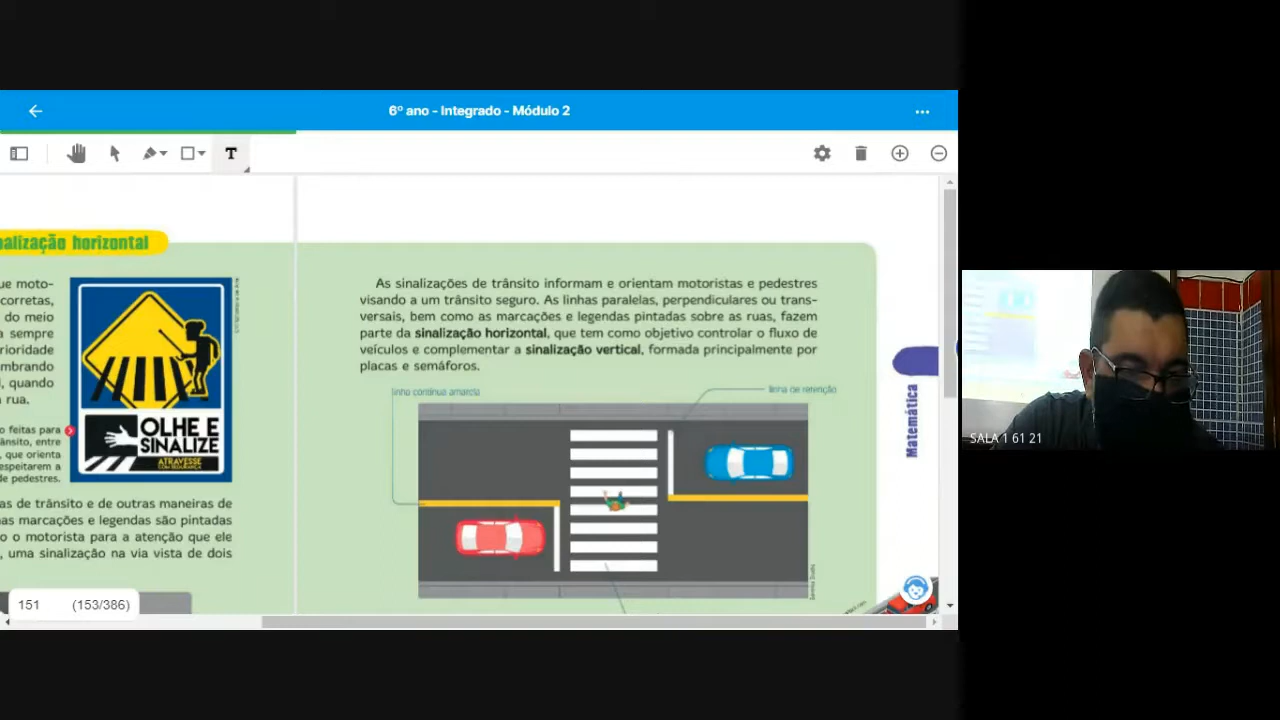 6º ano - Integrado - Módulo 2
T
nalização horizontal
ue moto-
corretas,
do meio
a sempre
rioridade
mbrando
l, quando
rua.
OLHE E
SINALIZE
ATRAVESSE
COM SEGURANÇA
o feitas para
ânsito, entre
, que orienta
espeitarem a
de pedestres.
as de trânsito e de outras maneiras de
mas marcações e legendas são pintadas
o o motorista para a atenção que ele
, uma sinalização na via vista de dois
151 (153/386)
As sinalizações de trânsito informam e orientam motoristas e pedestres
visando a um trânsito seguro. As linhas paralelas, perpendiculares ou trans-
versais, bem como as marcações e legendas pintadas sobre as ruas, fazem
parte da sinalização horizontal, que tem como objetivo controlar o fluxo de
veículos e complementar a sinalização vertical, formada principalmente por
placas e semáforos.
linha contínua amarela
linha de retenção
Matemática
SALA 1 61 21